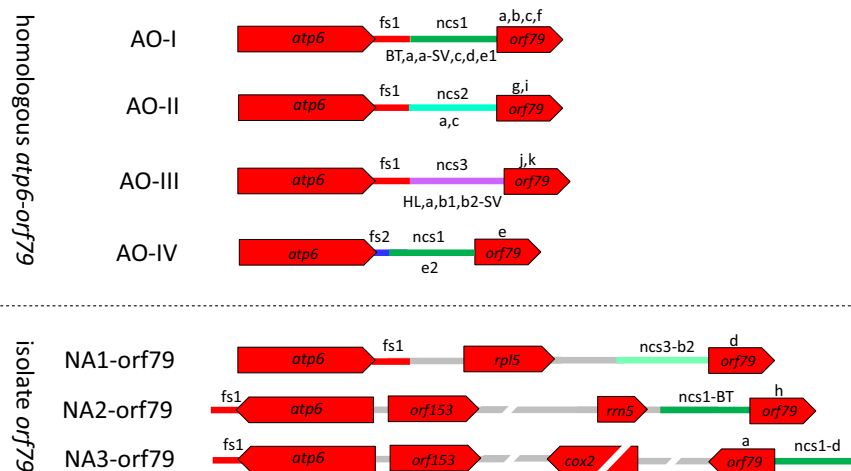 homologous atp6-orf79
AO-I
atp6
fs1
ncs1
BT,a,a-SV,c,d,e1
a,b,c,f
orf79
AO-II
atp6
fs1
ncs2
a,c
g,i
orf79
AO-III
atp6
fs1
ncs3
HL,a,b1,b2-SV
j,k
orf79
AO-IV
atp6
fs2
ncs1
e2
e
orf79
isolate orf79
NA1-orf79
atp6
fs1
rpl5
ncs3-b2
d
orf79
NA2-orf79
fs1
atp6
orf153
rrn5
ncs1-BT
h
orf79
NA3-orf79
fs1
atp6
orf153
cox2
a
orf79
ncs1-d